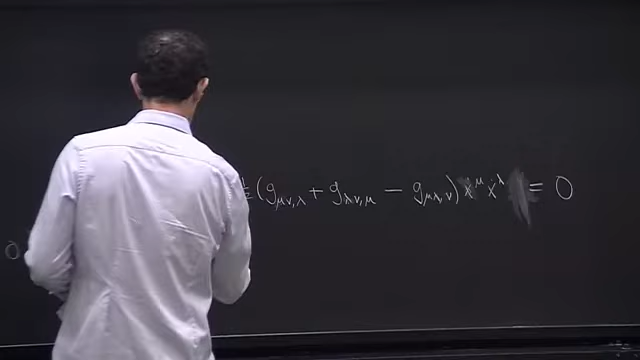 ½(g_{μν,λ} + g_{λν,μ} − g_{μλ,ν}) ẋ^μ ẋ^λ = 0